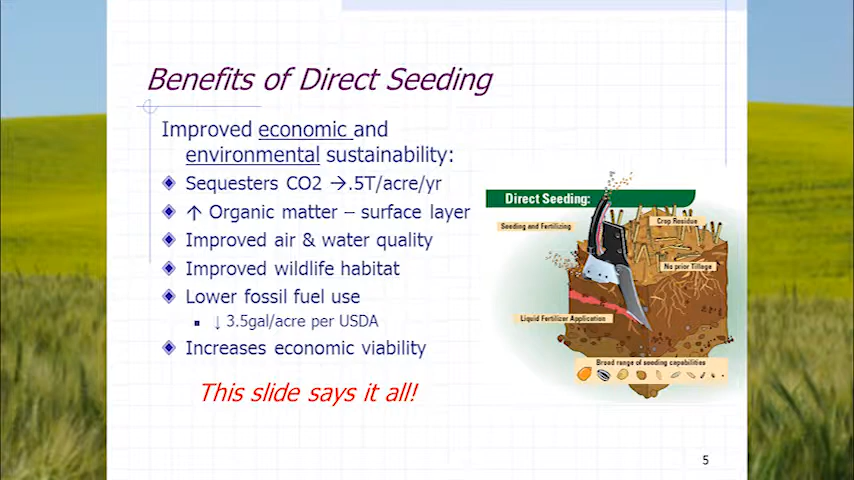 Benefits of Direct Seeding
Improved economic and
environmental sustainability:
Sequesters CO2 →.5T/acre/yr
↑ Organic matter – surface layer
Improved air & water quality
Improved wildlife habitat
Lower fossil fuel use
↓ 3.5gal/acre per USDA
Increases economic viability
This slide says it all!
Direct Seeding:
Seeding and Fertilizing
Crop Residue
No prior Tillage
Liquid Fertilizer Application
Broad range of seeding capabilities
5